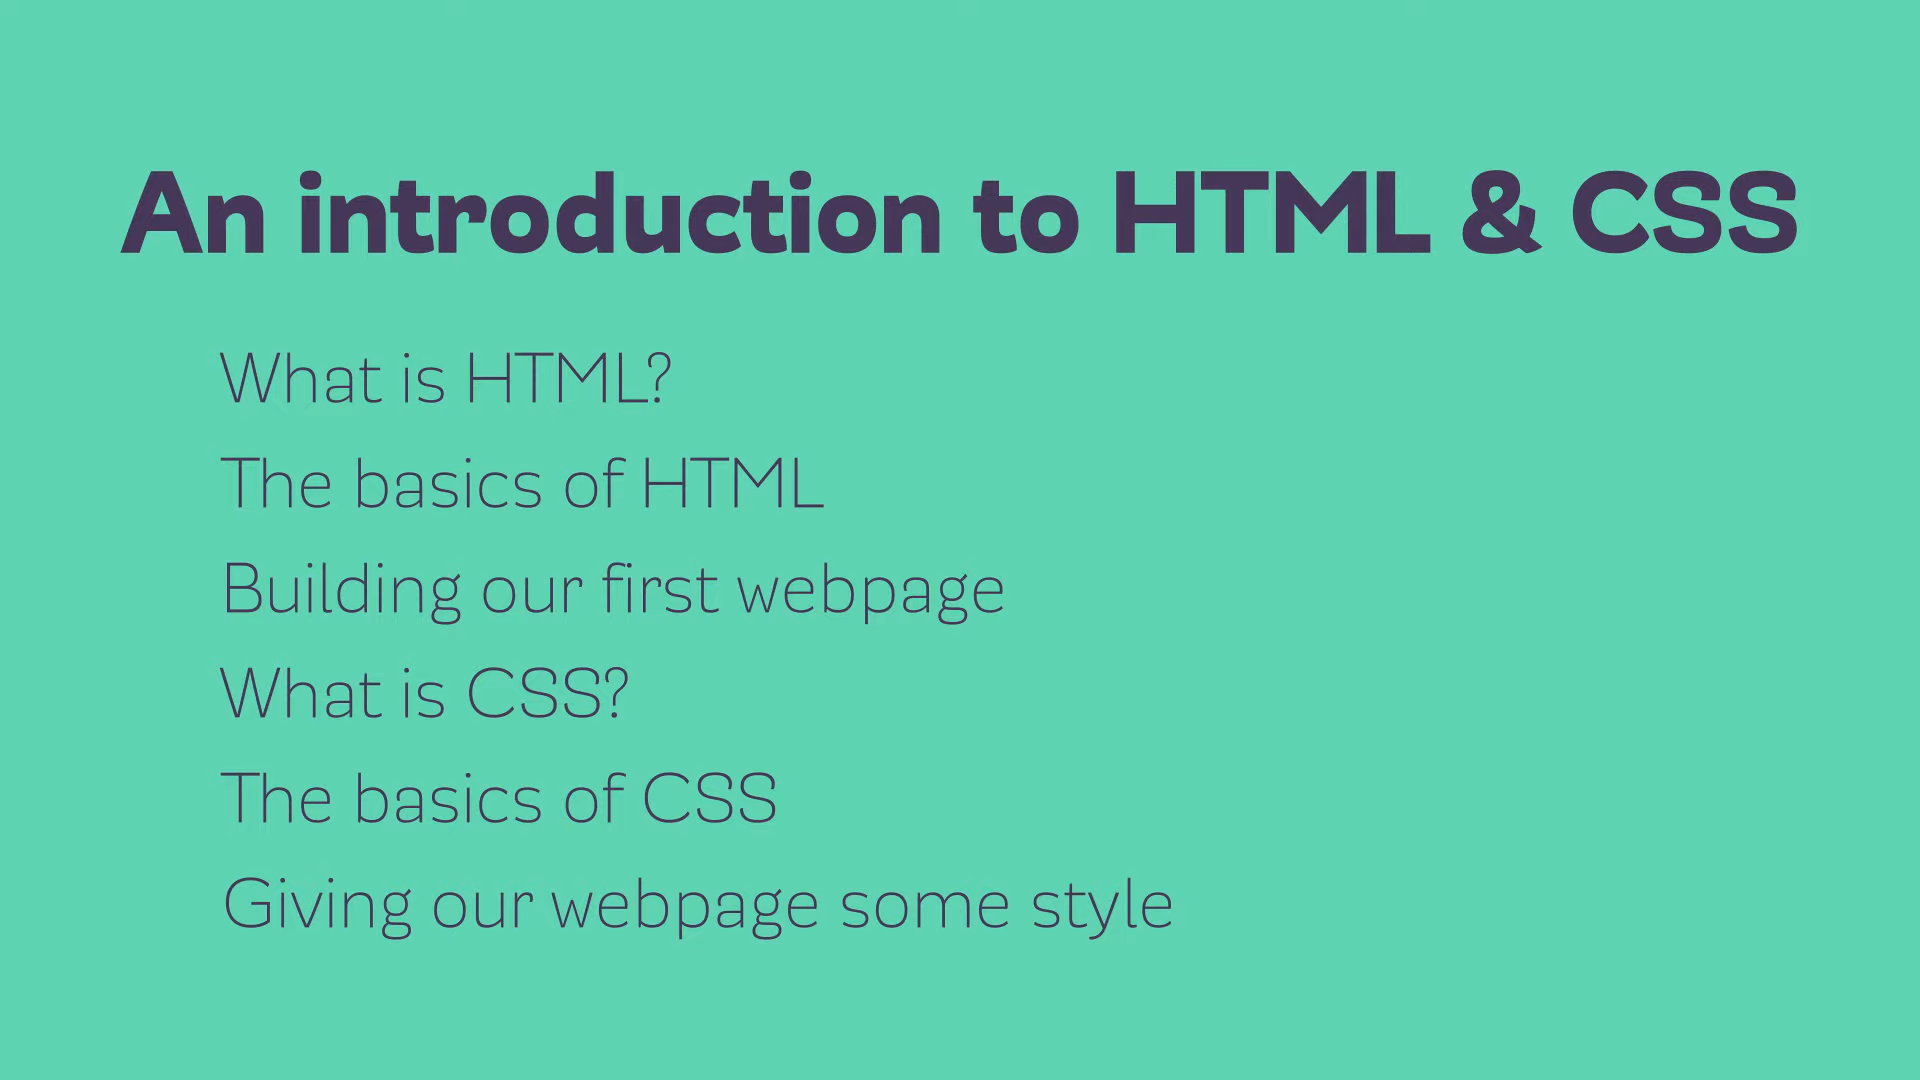 An introduction to HTML & CSS
What is HTML?
The basics of HTML
Building our first webpage
What is CSS?
The basics of CSS
Giving our webpage some style